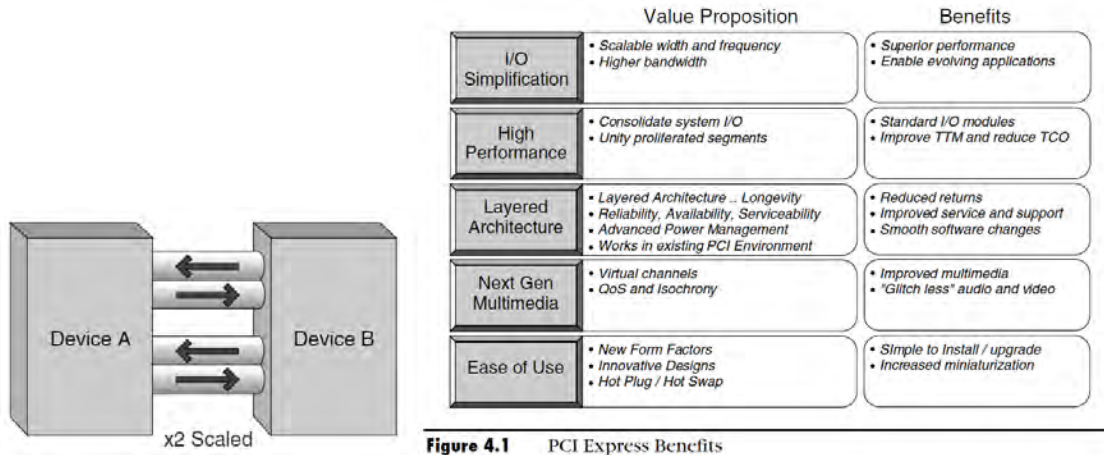 Device A
Device B
x2 Scaled
Value Proposition
Benefits
I/O
Simplification
• Scalable width and frequency
• Higher bandwidth
• Superior performance
• Enable evolving applications
High
Performance
• Consolidate system I/O
• Unity proliferated segments
• Standard I/O modules
• Improve TTM and reduce TCO
Layered
Architecture
• Layered Architecture .. Longevity
• Reliability, Availability, Serviceability
• Advanced Power Management
• Works in existing PCI Environment
• Reduced returns
• Improved service and support
• Smooth software changes
Next Gen
Multimedia
• Virtual channels
• QoS and Isochrony
• Improved multimedia
• "Glitch less" audio and video
Ease of Use
• New Form Factors
• Innovative Designs
• Hot Plug / Hot Swap
• SImple to Install / upgrade
• Increased miniaturization
Figure 4.1 PCI Express Benefits